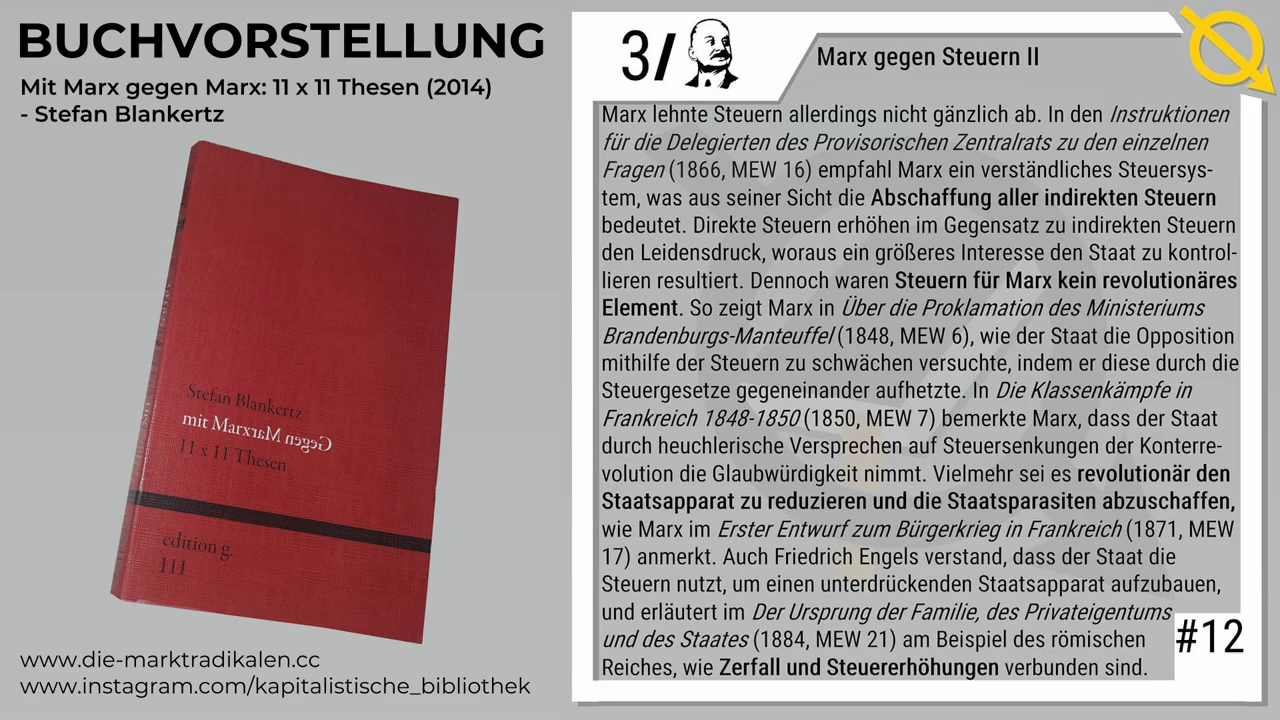 BUCHVORSTELLUNG
Mit Marx gegen Marx: 11 x 11 Thesen (2014)
- Stefan Blankertz
Stefan Blankertz
mit Marx
Gegen Marx
11 x 11 Thesen
edition g.
111
www.die-marktradikalen.cc
www.instagram.com/kapitalistische_bibliothek
3/
Marx gegen Steuern II
Marx lehnte Steuern allerdings nicht gänzlich ab. In den Instruktionen
für die Delegierten des Provisorischen Zentralrats zu den einzelnen
Fragen (1866, MEW 16) empfahl Marx ein verständliches Steuersys-
tem, was aus seiner Sicht die Abschaffung aller indirekten Steuern
bedeutet. Direkte Steuern erhöhen im Gegensatz zu indirekten Steuern
den Leidensdruck, woraus ein größeres Interesse den Staat zu kontrol-
lieren resultiert. Dennoch waren Steuern für Marx kein revolutionäres
Element. So zeigt Marx in Über die Proklamation des Ministeriums
Brandenburgs-Manteuffel (1848, MEW 6), wie der Staat die Opposition
mithilfe der Steuern zu schwächen versuchte, indem er diese durch die
Steuergesetze gegeneinander aufhetzte. In Die Klassenkämpfe in
Frankreich 1848-1850 (1850, MEW 7) bemerkte Marx, dass der Staat
durch heuchlerische Versprechen auf Steuersenkungen der Konterre-
volution die Glaubwürdigkeit nimmt. Vielmehr sei es revolutionär den
Staatsapparat zu reduzieren und die Staatsparasiten abzuschaffen,
wie Marx im Erster Entwurf zum Bürgerkrieg in Frankreich (1871, MEW
17) anmerkt. Auch Friedrich Engels verstand, dass der Staat die
Steuern nutzt, um einen unterdrückenden Staatsapparat aufzubauen,
und erläutert im Der Ursprung der Familie, des Privateigentums
und des Staates (1884, MEW 21) am Beispiel des römischen
Reiches, wie Zerfall und Steuererhöhungen verbunden sind.
#12